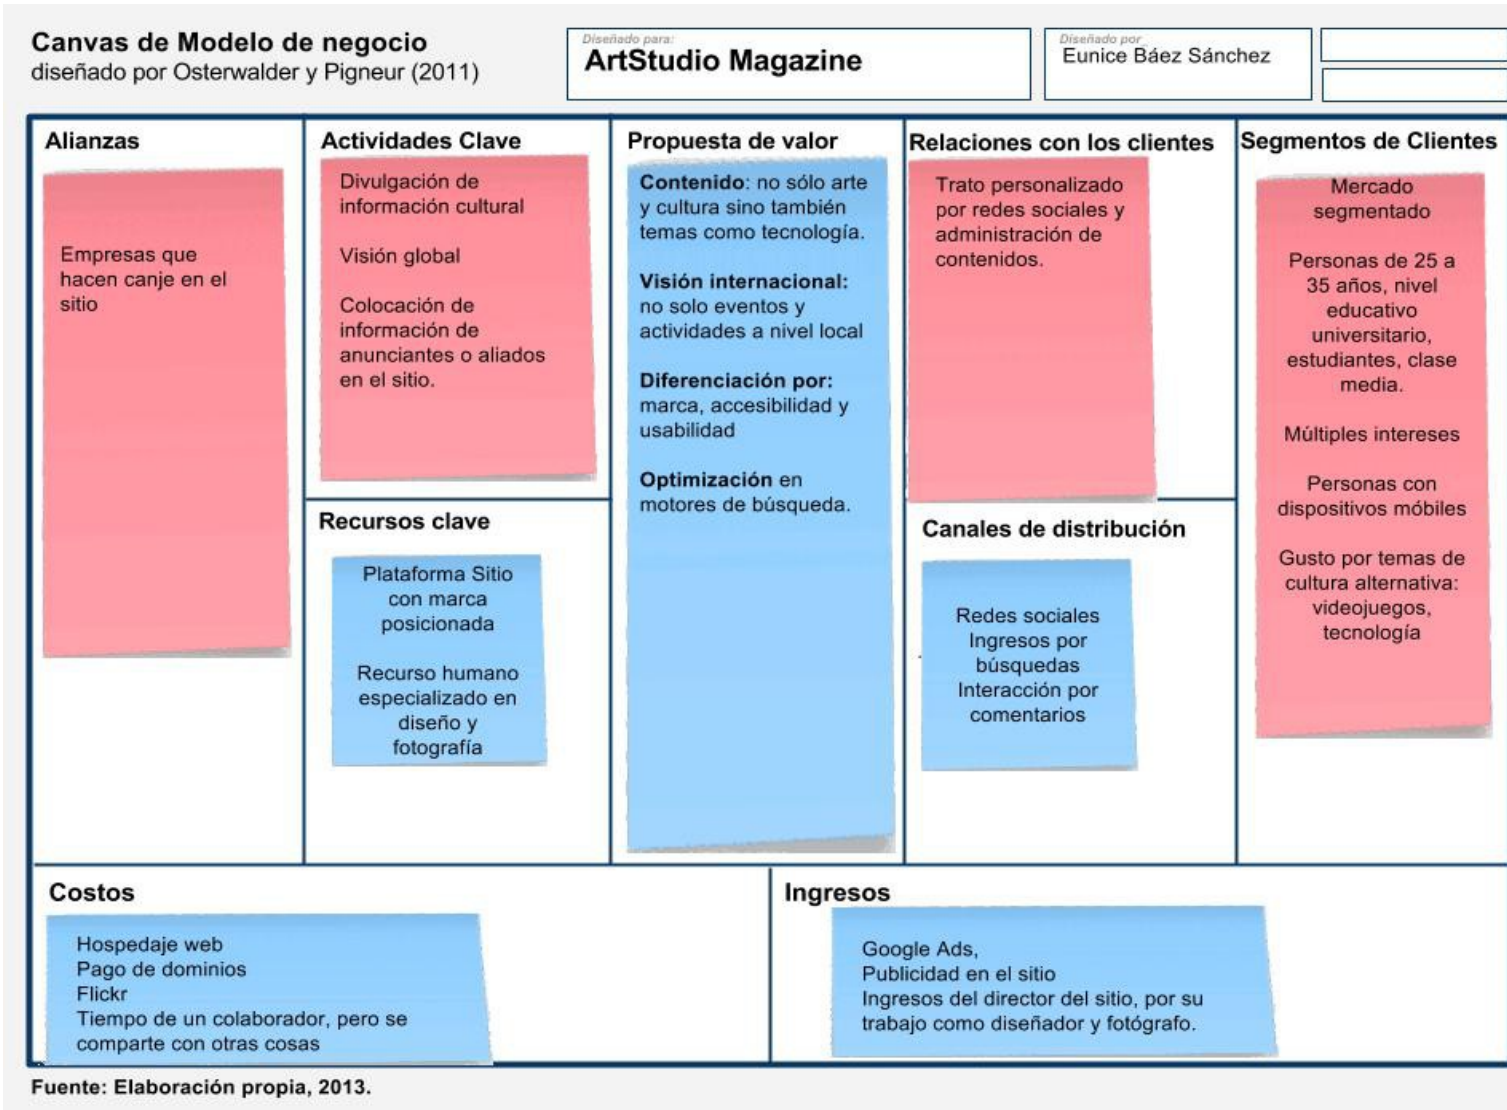 Canvas de Modelo de negocio
diseñado por Osterwalder y Pigneur (2011)
Diseñado para:
ArtStudio Magazine
Diseñado por
Eunice Báez Sánchez
Alianzas
Empresas que
hacen canje en el
sitio
Actividades Clave
Divulgación de
información cultural
Visión global
Colocación de
información de
anunciantes o aliados
en el sitio.
Recursos clave
Plataforma Sitio
con marca
posicionada
Recurso humano
especializado en
diseño y
fotografía
Propuesta de valor
Contenido: no sólo arte
y cultura sino también
temas como tecnología.
Visión internacional:
no solo eventos y
actividades a nivel local
Diferenciación por:
marca, accesibilidad y
usabilidad
Optimización en
motores de búsqueda.
Relaciones con los clientes
Trato personalizado
por redes sociales y
administración de
contenidos.
Canales de distribución
Redes sociales
Ingresos por
búsquedas
Interacción por
comentarios
Segmentos de Clientes
Mercado
segmentado
Personas de 25 a
35 años, nivel
educativo
universitario,
estudiantes, clase
media.
Múltiples intereses
Personas con
dispositivos móbiles
Gusto por temas de
cultura alternativa:
videojuegos,
tecnología
Costos
Hospedaje web
Pago de dominios
Flickr
Tiempo de un colaborador, pero se
comparte con otras cosas
Ingresos
Google Ads,
Publicidad en el sitio
Ingresos del director del sitio, por su
trabajo como diseñador y fotógrafo.
Fuente: Elaboración propia, 2013.